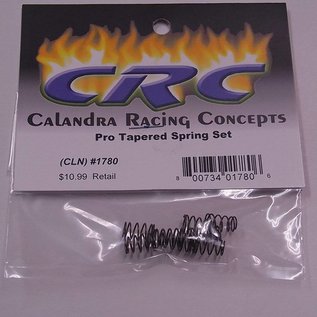 CRC
CALANDRA RACING CONCEPTS
Pro Tapered Spring Set
(CLN) #1780
$10.99 Retail
8 00734 01780 6